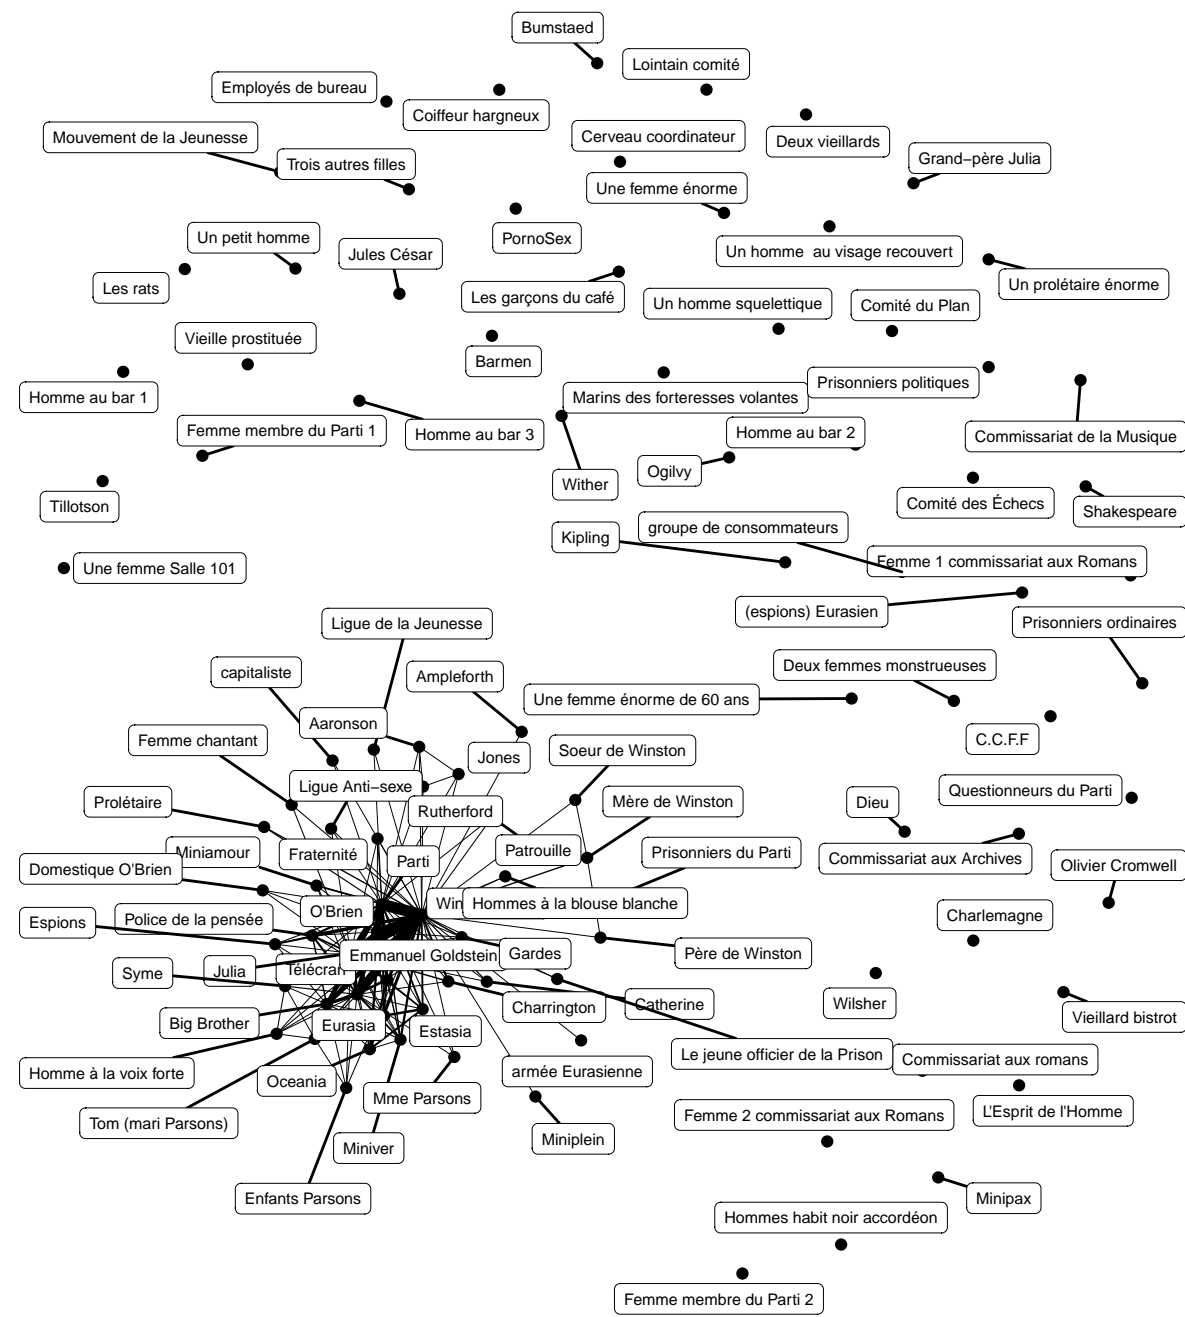 Bumstaed
Lointain comité
Employés de bureau
Coiffeur hargneux
Mouvement de la Jeunesse
Trois autres filles
Cerveau coordinateur
Deux vieillards
Grand−père Julia
Une femme énorme
Un petit homme
Jules César
PornoSex
Un homme  au visage recouvert
Les rats
Les garçons du café
Un homme squelettique
Comité du Plan
Un prolétaire énorme
Vieille prostituée
Barmen
Homme au bar 1
Marins des forteresses volantes
Prisonniers politiques
Femme membre du Parti 1
Homme au bar 3
Homme au bar 2
Commissariat de la Musique
Ogilvy
Wither
Tillotson
Comité des Échecs
Shakespeare
Kipling
groupe de consommateurs
Une femme Salle 101
Femme 1 commissariat aux Romans
(espions) Eurasien
Prisonniers ordinaires
Ligue de la Jeunesse
capitaliste
Ampleforth
Deux femmes monstrueuses
Une femme énorme de 60 ans
Aaronson
Femme chantant
Jones
Soeur de Winston
C.C.F.F
Ligue Anti−sexe
Questionneurs du Parti
Prolétaire
Rutherford
Mère de Winston
Dieu
Miniamour
Fraternité
Parti
Patrouille
Prisonniers du Parti
Commissariat aux Archives
Domestique O'Brien
Olivier Cromwell
O'Brien
Win
Hommes à la blouse blanche
Espions
Police de la pensée
Charlemagne
Emmanuel Goldstein
Gardes
Père de Winston
Syme
Julia
Télécran
Charrington
Catherine
Wilsher
Vieillard bistrot
Big Brother
Eurasia
Estasia
Le jeune officier de la Prison
Commissariat aux romans
Homme à la voix forte
Oceania
armée Eurasienne
Mme Parsons
Tom (mari Parsons)
Femme 2 commissariat aux Romans
L'Esprit de l'Homme
Miniver
Miniplein
Enfants Parsons
Minipax
Hommes habit noir accordéon
Femme membre du Parti 2